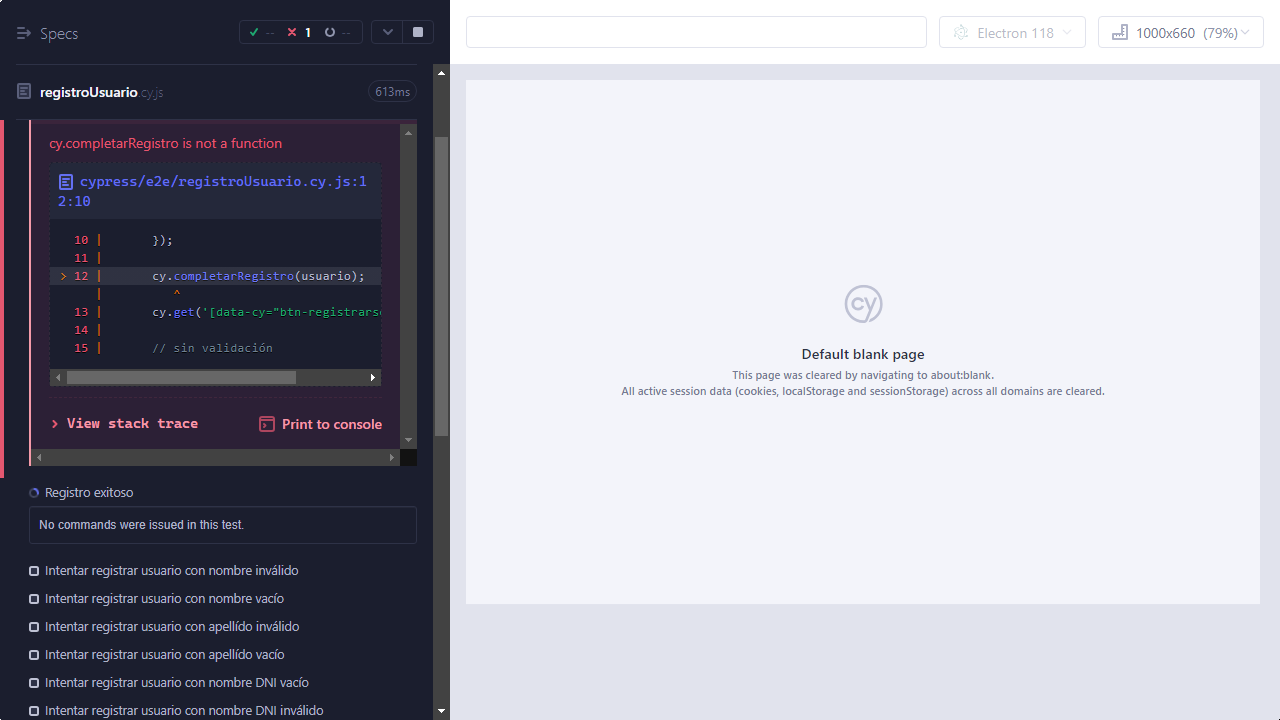 Specs
-- 1 --
Electron 118
1000x660 (79%)
registroUsuario.cy.js
613ms
cy.completarRegistro is not a function
cypress/e2e/registroUsuario.cy.js:1
2:10
10 | });
11 |
> 12 | cy.completarRegistro(usuario);
| ^
13 | cy.get('[data-cy="btn-registrars
14 |
15 | // sin validación
View stack trace
Print to console
Registro exitoso
No commands were issued in this test.
Intentar registrar usuario con nombre inválido
Intentar registrar usuario con nombre vacío
Intentar registrar usuario con apellído inválido
Intentar registrar usuario con apellído vacío
Intentar registrar usuario con nombre DNI vacío
Intentar registrar usuario con nombre DNI inválido
cy
Default blank page
This page was cleared by navigating to about:blank.
All active session data (cookies, localStorage and sessionStorage) across all domains are cleared.